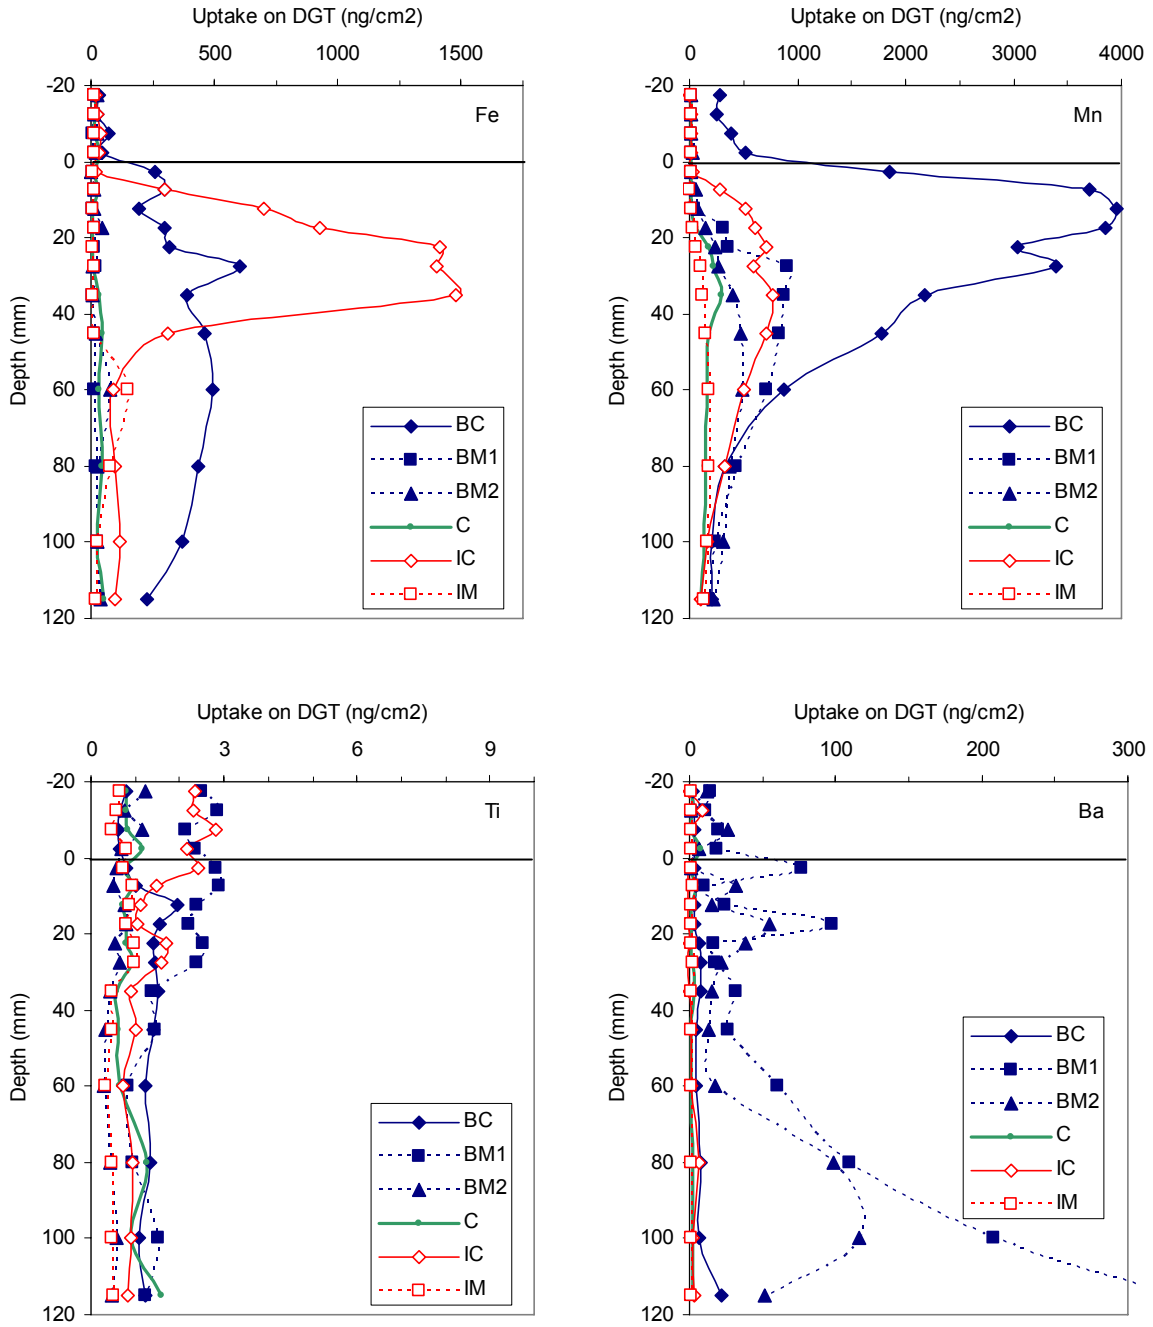 Uptake on DGT (ng/cm2)
0 500 1000 1500
-20
0
20
40
60
80
100
120
Depth (mm)
Fe
BC
BM1
BM2
C
IC
IM
Uptake on DGT (ng/cm2)
0 1000 2000 3000 4000
-20
0
20
40
60
80
100
120
Depth (mm)
Mn
BC
BM1
BM2
C
IC
IM
Uptake on DGT (ng/cm2)
0 3 6 9
-20
0
20
40
60
80
100
120
Depth (mm)
Ti
BC
BM1
BM2
C
IC
IM
Uptake on DGT (ng/cm2)
0 100 200 300
-20
0
20
40
60
80
100
120
Depth (mm)
Ba
BC
BM1
BM2
C
IC
IM